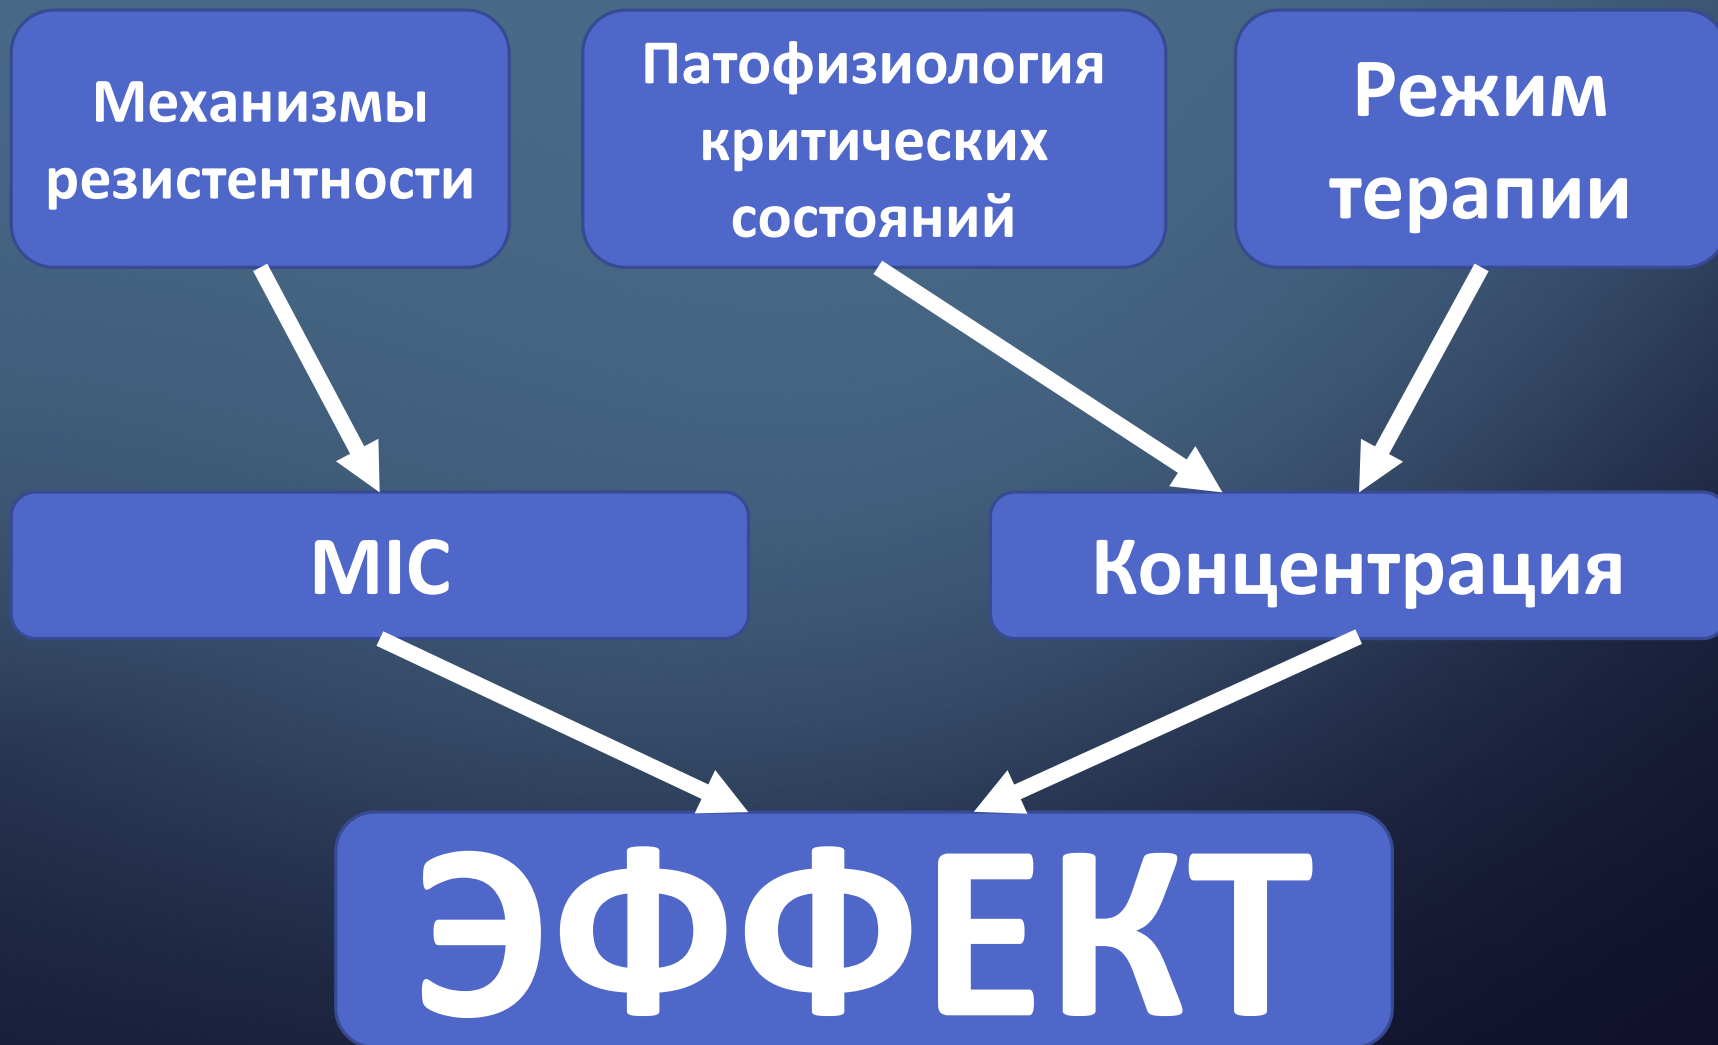 Механизмы
резистентности
Патофизиология
критических
состояний
Режим
терапии
MIC
Концентрация
ЭФФЕКТ